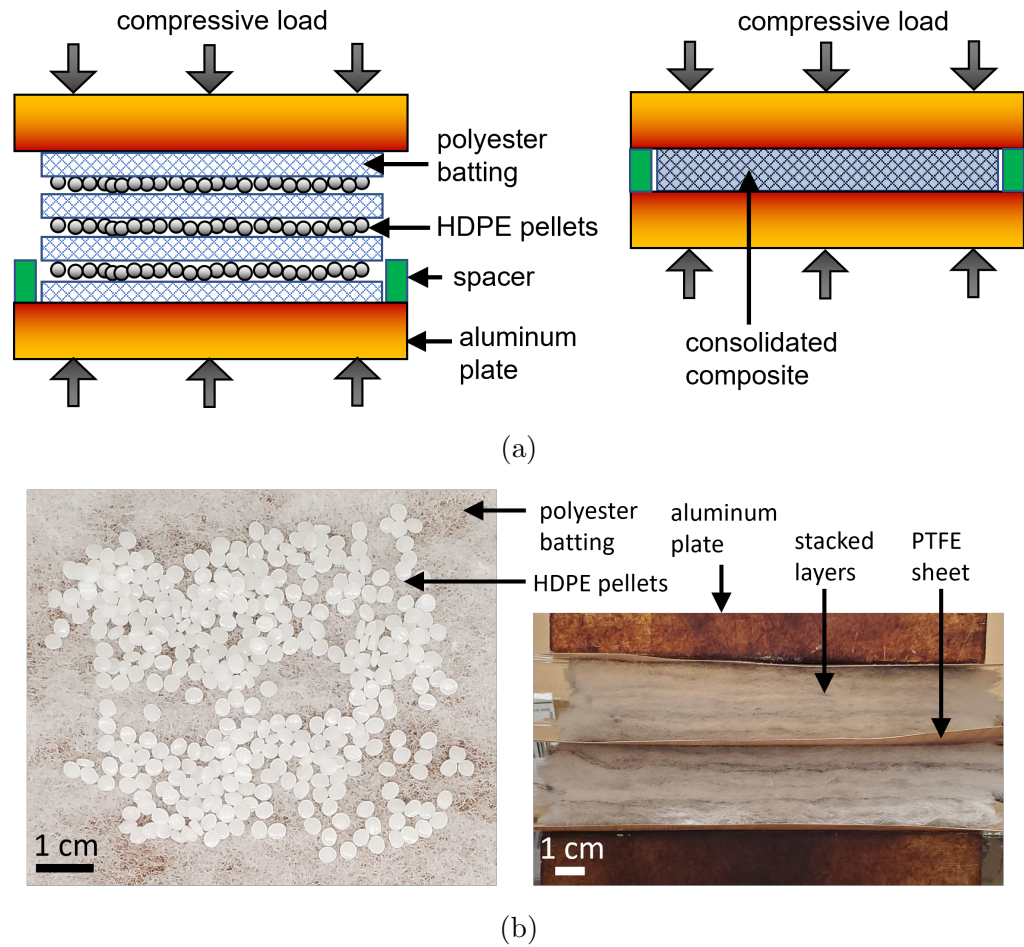 compressive load
compressive load
polyester
batting
HDPE pellets
spacer
aluminum
plate
consolidated
composite
(a)
polyester
batting
HDPE pellets
aluminum
plate
stacked
layers
PTFE
sheet
1 cm
1 cm
(b)